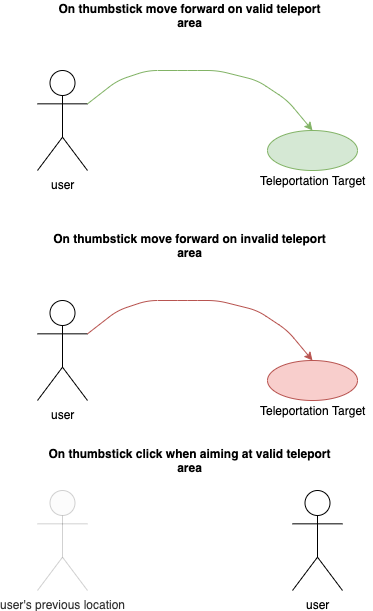 On thumbstick move forward on valid teleport
area
user
Teleportation Target
On thumbstick move forward on invalid teleport
area
user
Teleportation Target
On thumbstick click when aiming at valid teleport
area
user's previous location
user